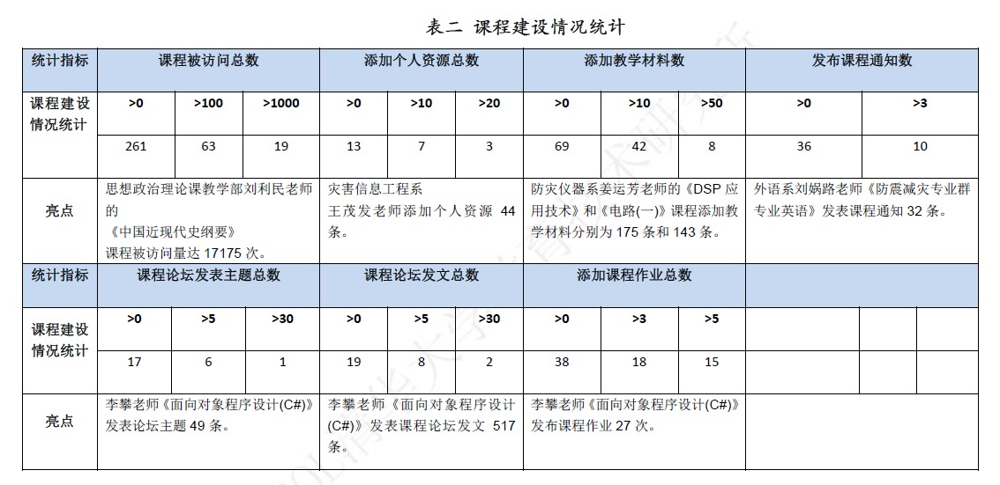 表二 课程建设情况统计
统计指标 课程被访问总数 添加个人资源总数 添加教学材料数 发布课程通知数
课程建设 >0 >100 >1000 >0 >10 >20 >0 >10 >50 >0 >3
情况统计
261 63 19 13 7 3 69 42 8 36 10
亮点
思想政治理论课教学部刘利民老师
的
《中国近现代史纲要》
课程被访问量达 17175 次。
灾害信息工程系
王茂发老师添加个人资源 44
条。
防灾仪器系姜运芳老师的《DSP 应
用技术》和《电路(一)》课程添加教
学材料分别为 175 条和 143 条。
外语系刘娲路老师《防震减灾专业群
专业英语》发表课程通知 32 条。
统计指标 课程论坛发表主题总数 课程论坛发文总数 添加课程作业总数
课程建设 >0 >5 >30 >0 >5 >30 >0 >3 >5
情况统计
17 6 1 19 8 2 38 18 15
亮点
李攀老师《面向对象程序设计(C#)》
发表论坛主题 49 条。
李攀老师《面向对象程序设计
(C#)》发表课程论坛发文 517
条。
李攀老师《面向对象程序设计(C#)》
发布课程作业 27 次。